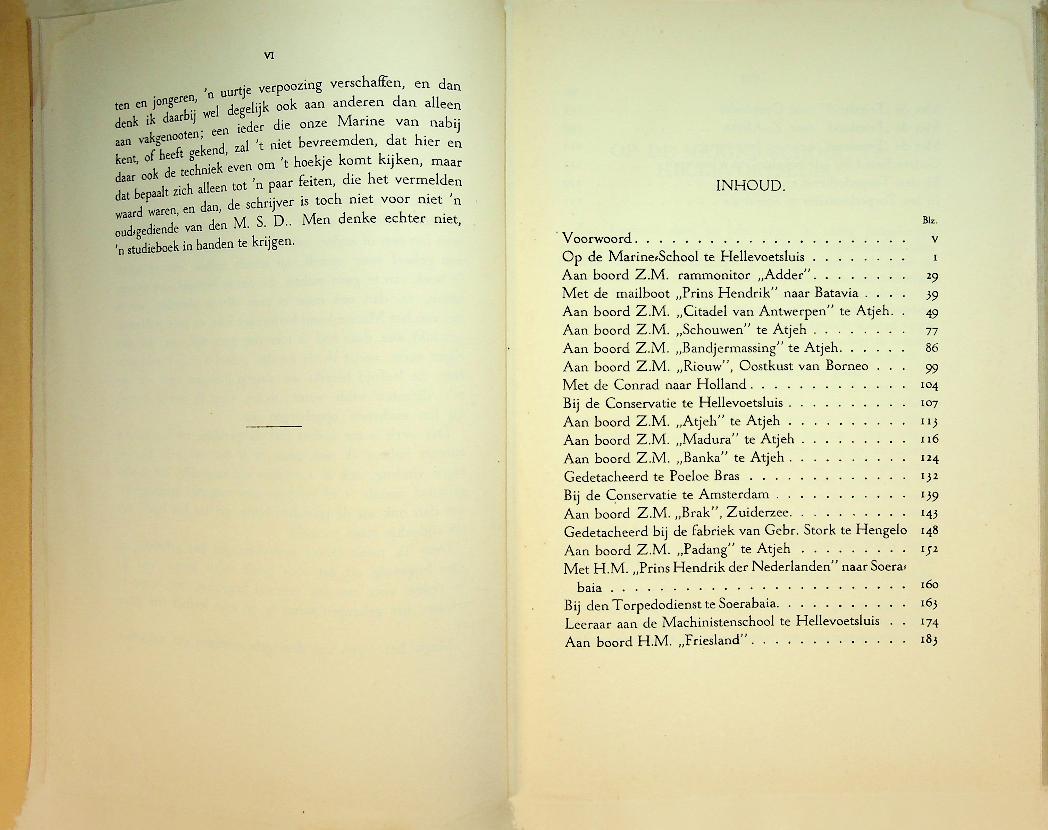 VI
ten en jongeren, 'n uurtje verpoozing verschaffen, en dan
denk ik daarbij wel degelijk ook aan anderen dan alleen
aan vakgenooten; een ieder die onze Marine van nabij
kent, of heeft gekend, zal 't niet bevreemden, dat hier en
daar ook de techniek even om 't hoekje komt kijken, maar
dat bepaalt zich alleen tot 'n paar feiten, die het vermelden
waard waren, en dan, de schrijver is toch niet voor niet 'n
oudgediende van den M. S. D.. Men denke echter niet,
'n studieboek in handen te krijgen.
INHOUD.
Blz.
Voorwoord. . . . . . . . . . . . . . . . . . . . . . . V
Op de Marine-School te Hellevoetsluis . . . . . . . . 1
Aan boord Z.M. rammonitor „Adder”. . . . . . . . 29
Met de mailboot „Prins Hendrik” naar Batavia . . . . 39
Aan boord Z.M. „Citadel van Antwerpen” te Atjeh. . 49
Aan boord Z.M. „Schouwen” te Atjeh . . . . . . . . 77
Aan boord Z.M. „Bandjermassing” te Atjeh. . . . . . 86
Aan boord Z.M. „Riouw”, Oostkust van Borneo . . . 99
Met de Conrad naar Holland . . . . . . . . . . . . . 104
Bij de Conservatie te Hellevoetsluis . . . . . . . . . . 107
Aan boord Z.M. „Atjeh” te Atjeh . . . . . . . . . . 113
Aan boord Z.M. „Madura” te Atjeh . . . . . . . . . 116
Aan boord Z.M. „Banka” te Atjeh . . . . . . . . . . 124
Gedetacheerd te Poeloe Bras . . . . . . . . . . . . . 132
Bij de Conservatie te Amsterdam . . . . . . . . . . . 139
Aan boord Z.M. „Brak”, Zuiderzee. . . . . . . . . . 143
Gedetacheerd bij de fabriek van Gebr. Stork te Hengelo 148
Aan boord Z.M. „Padang” te Atjeh . . . . . . . . . 152
Met H.M. „Prins Hendrik der Nederlanden” naar Soera-
baia . . . . . . . . . . . . . . . . . . . . . . . . . 160
Bij den Torpedodienst te Soerabaia. . . . . . . . . . . 163
Leeraar aan de Machinistenschool te Hellevoetsluis . . 174
Aan boord H.M. „Friesland” . . . . . . . . . . . . . 183